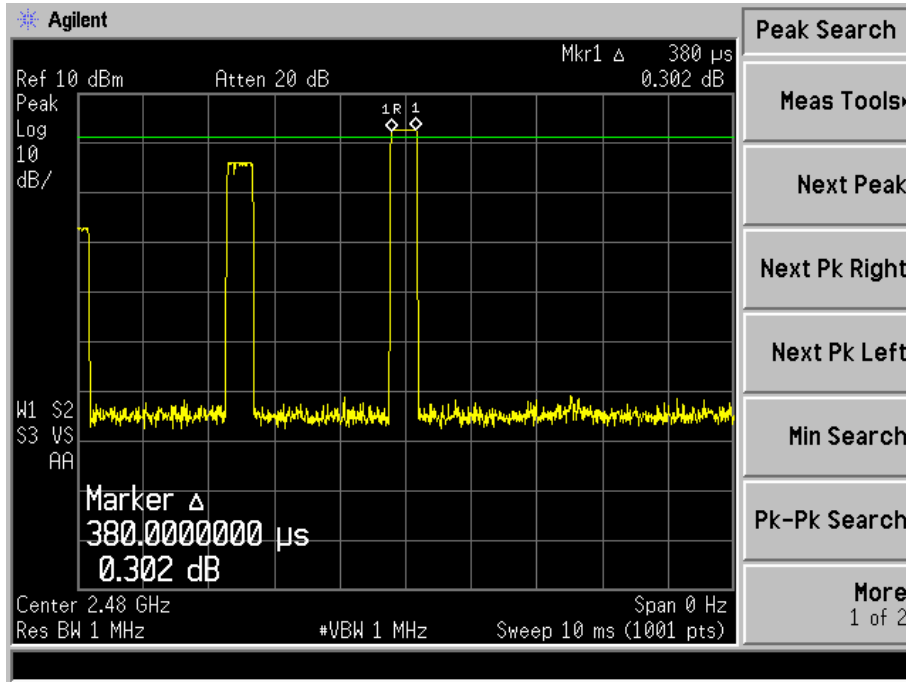 Agilent
Peak Search
Mkr1 Δ 380 µs
Ref 10 dBm Atten 20 dB 0.302 dB
Peak
Log
10
dB/
1R 1
Meas Tools▸
Next Peak
Next Pk Right
Next Pk Left
W1 S2
S3 VS
AA
Min Search
Marker Δ
380.0000000 µs
0.302 dB
Pk-Pk Search
Center 2.48 GHz Span 0 Hz
Res BW 1 MHz #VBW 1 MHz Sweep 10 ms (1001 pts)
More
1 of 2